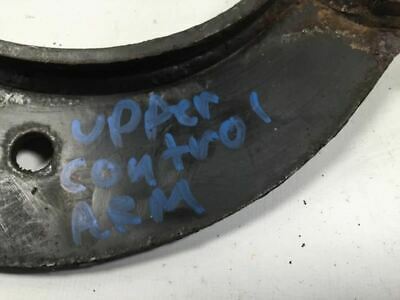 upper
control
ARM